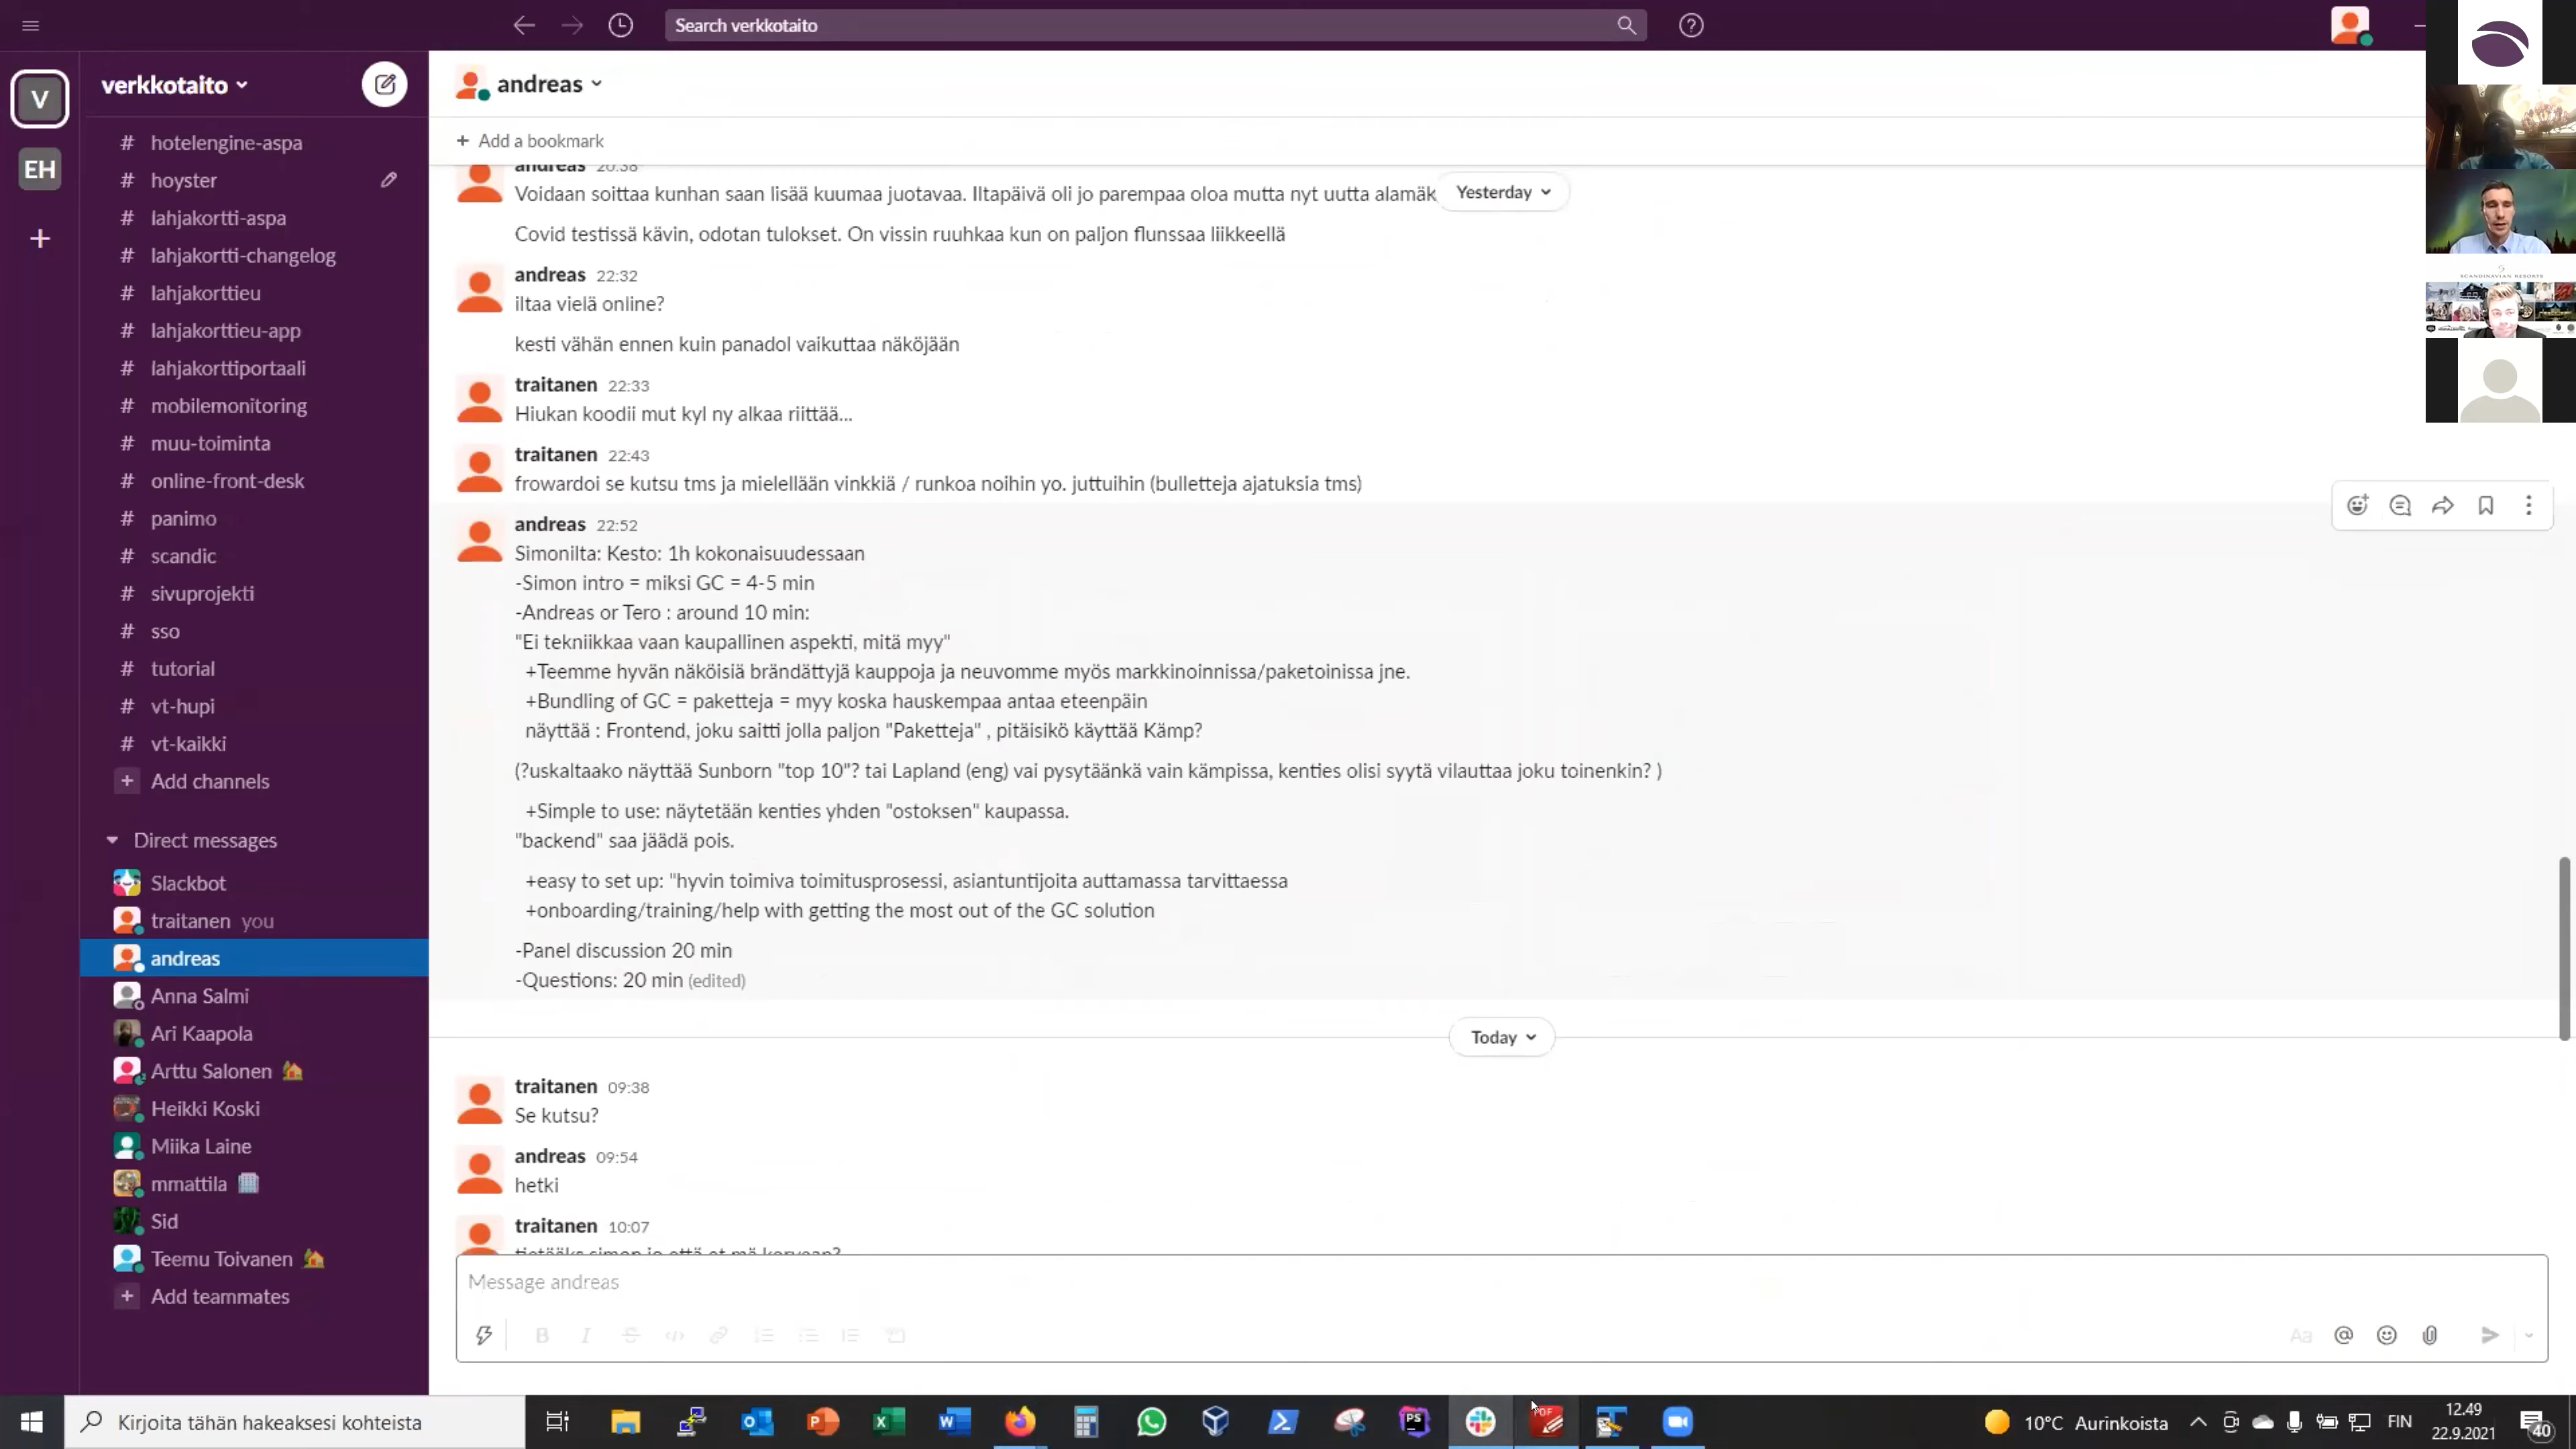 Search verkkotaito
V
EH
verkkotaito
# hotelengine-aspa
# hoyster
# lahjakortti-aspa
# lahjakortti-changelog
# lahjakorttieu
# lahjakorttieu-app
# lahjakorttiportaali
# mobilemonitoring
# muu-toiminta
# online-front-desk
# panimo
# scandic
# sivuprojekti
# sso
# tutorial
# vt-hupi
# vt-kaikki
+ Add channels
Direct messages
Slackbot
traitanen you
andreas
Anna Salmi
Ari Kaapola
Arttu Salonen
Heikki Koski
Miika Laine
mmattila
Sid
Teemu Toivanen
+ Add teammates
andreas
+ Add a bookmark
andreas 20:38
Voidaan soittaa kunhan saan lisää kuumaa juotavaa. Iltapäivä oli jo parempaa oloa mutta nyt uutta alamäk
Yesterday
Covid testissä kävin, odotan tulokset. On vissin ruuhkaa kun on paljon flunssaa liikkeellä
andreas 22:32
iltaa vielä online?
kesti vähän ennen kuin panadol vaikuttaa näköjään
traitanen 22:33
Hiukan koodii mut kyl ny alkaa riittää...
traitanen 22:43
frowardoi se kutsu tms ja mielellään vinkkiä / runkoa noihin yo. juttuihin (bulletteja ajatuksia tms)
andreas 22:52
Simonilta: Kesto: 1h kokonaisuudessaan
-Simon intro = miksi GC = 4-5 min
-Andreas or Tero : around 10 min:
"Ei tekniikkaa vaan kaupallinen aspekti, mitä myy"
+Teemme hyvän näköisiä brändättyjä kauppoja ja neuvomme myös markkinoinnissa/paketoinissa jne.
+Bundling of GC = paketteja = myy koska hauskempaa antaa eteenpäin
näyttää : Frontend, joku saitti jolla paljon "Paketteja" , pitäisikö käyttää Kämp?
(?uskaltaako näyttää Sunborn "top 10"? tai Lapland (eng) vai pysytäänkä vain kämpissa, kenties olisi syytä vilauttaa joku toinenkin? )
+Simple to use: näytetään kenties yhden "ostoksen" kaupassa.
"backend" saa jäädä pois.
+easy to set up: "hyvin toimiva toimitusprosessi, asiantuntijoita auttamassa tarvittaessa
+onboarding/training/help with getting the most out of the GC solution
-Panel discussion 20 min
-Questions: 20 min (edited)
Today
traitanen 09:38
Se kutsu?
andreas 09:54
hetki
traitanen 10:07
tietääks simon jo että et mä korvaan?
Message andreas
SCANDINAVIAN RESORTS
Kirjoita tähän hakeaksesi kohteista
10°C Aurinkoista
FIN
12.49
22.9.2021
40